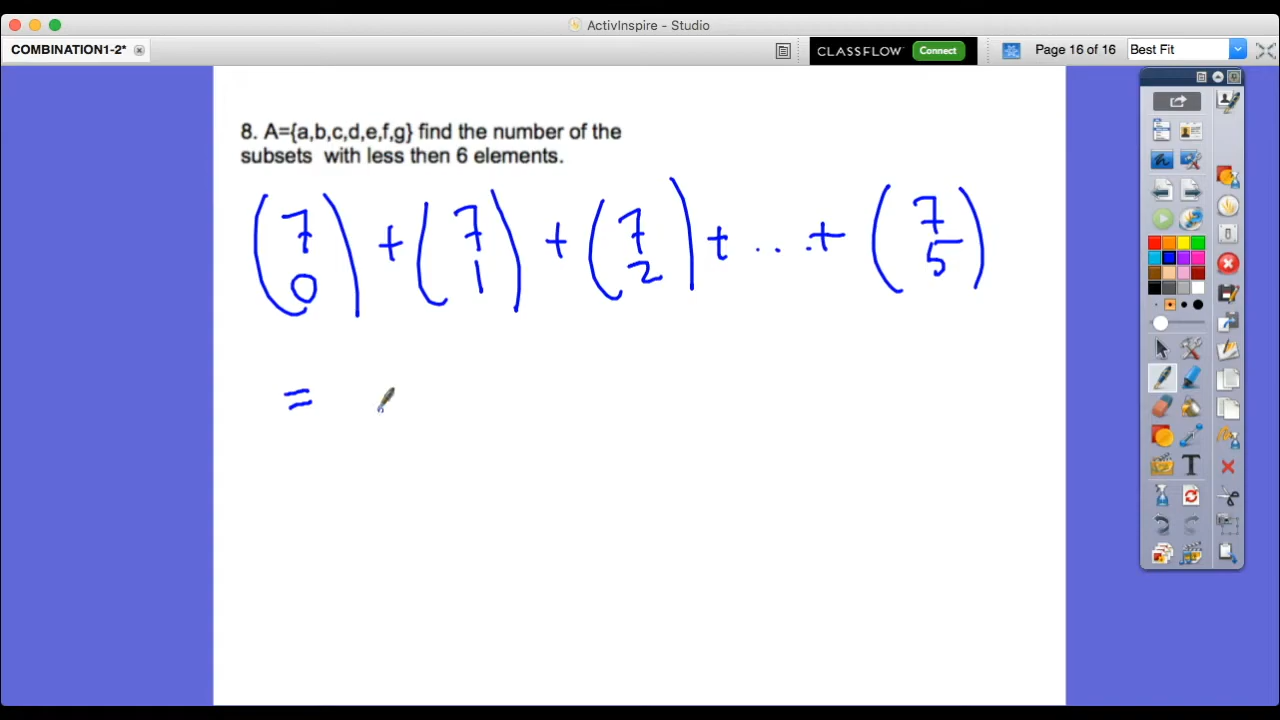 ActivInspire - Studio
COMBINATION1-2*
CLASSFLOW Connect Page 16 of 16 Best Fit
8. A={a,b,c,d,e,f,g} find the number of the
subsets with less then 6 elements.
(7 0) + (7 1) + (7 2) + ... + (7 5)
=
T